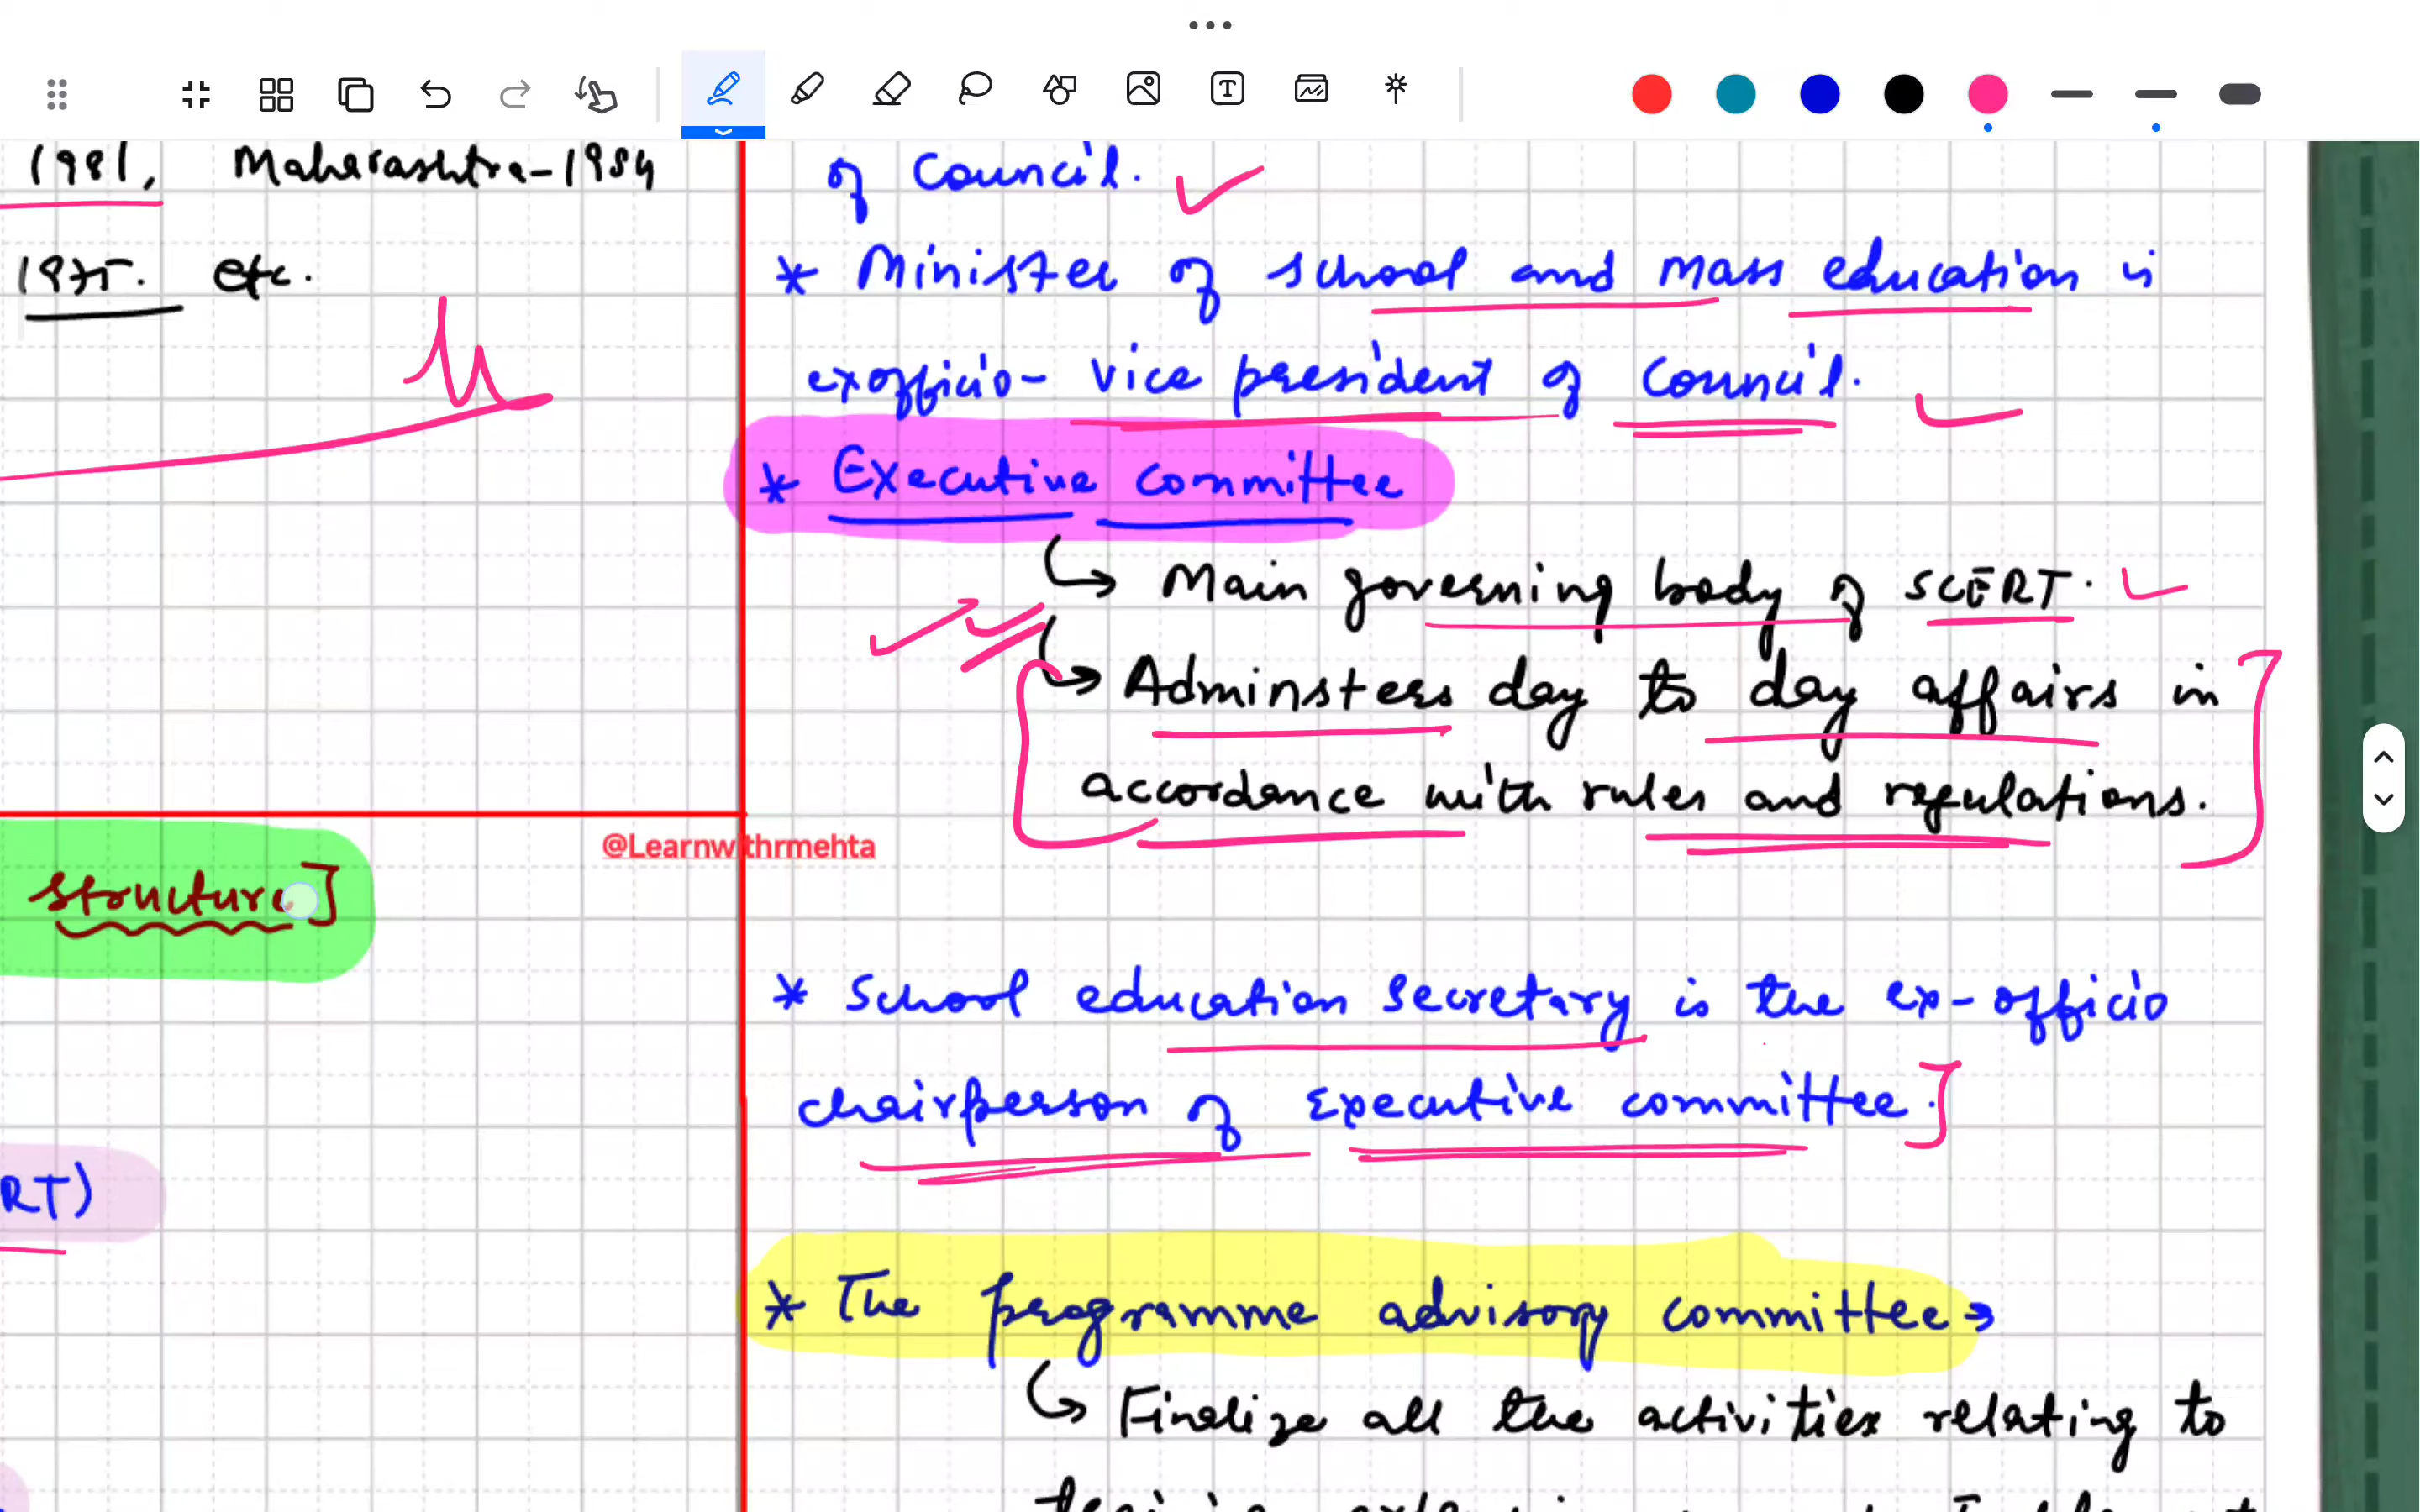 1981, Maharashtra-1984
1975. etc.
structure]
RT)
of Council.
* Minister of school and mass education is
exofficio- vice president of Council.
* Executive committee
↳ Main governing body of SCERT.
↳ Adminsters day to day affairs in
accordance with rules and regulations.
@Learnwithrmehta
* School education secretary is the ex-officio
chairperson of Executive committee.
* The programme advisory committee →
↳ Finalize all the activities relating to